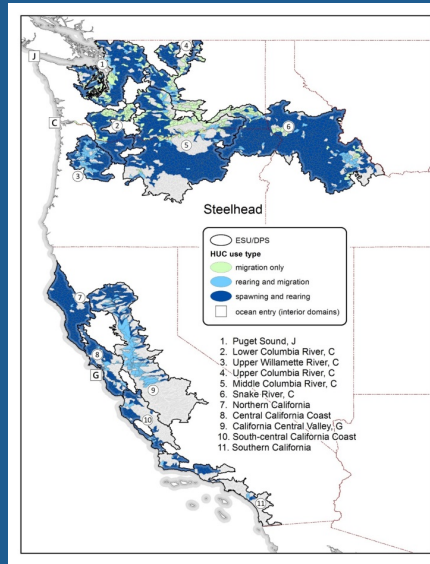 J
1
4
C
2
5
6
3
Steelhead
ESU/DPS
HUC use type
migration only
rearing and migration
spawning and rearing
ocean entry (interior domains)
7
8
G
9
10
11
1. Puget Sound, J
2. Lower Columbia River, C
3. Upper Willamette River, C
4. Upper Columbia River, C
5. Middle Columbia River, C
6. Snake River, C
7. Northern California
8. Central California Coast
9. California Central Valley, G
10. South-central California Coast
11. Southern California